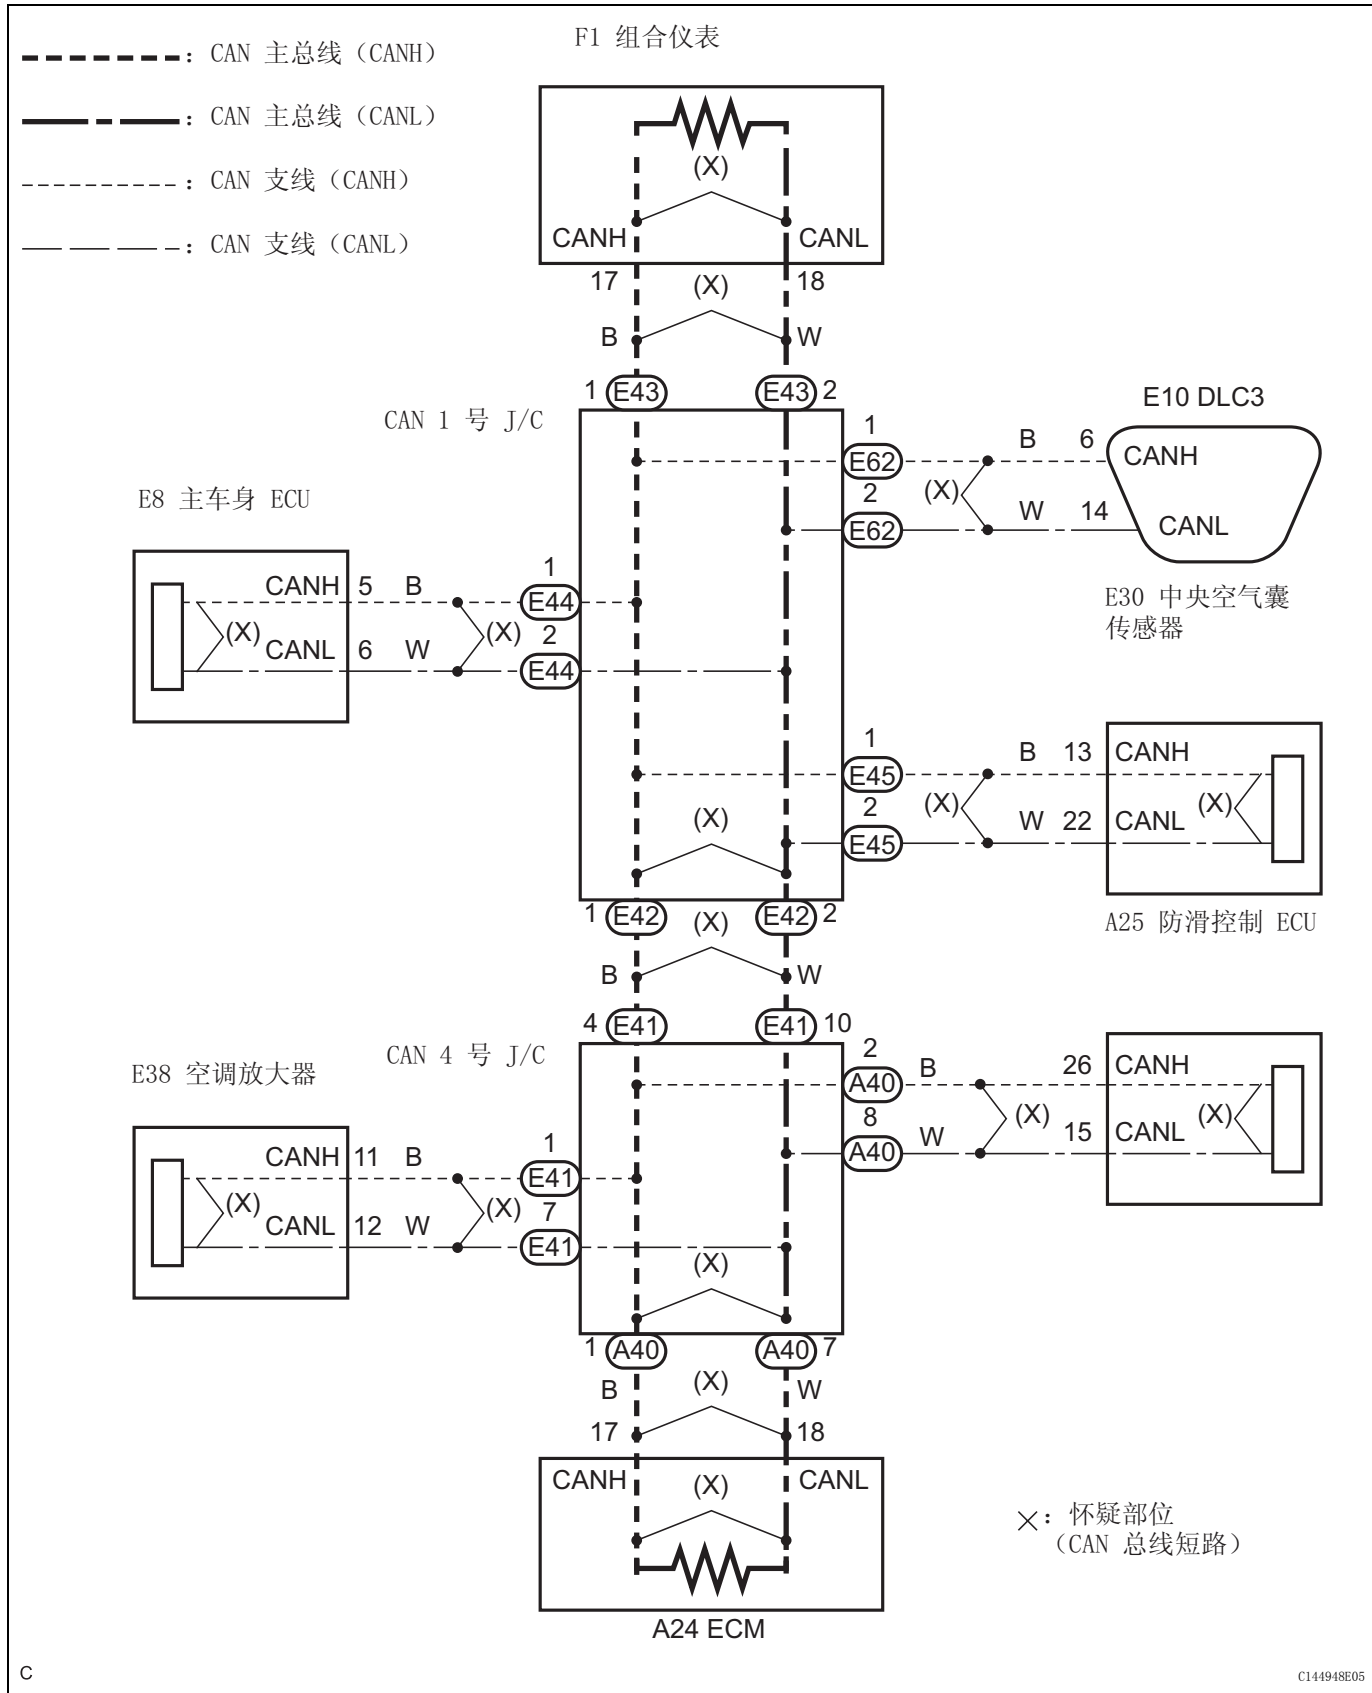 : CAN 主总线（CANH）
: CAN 主总线（CANL）
: CAN 支线（CANH）
: CAN 支线（CANL）
F1 组合仪表
(X)
CANH CANL
17 (X) 18
B W
1 E43 E43 2
CAN 1 号 J/C
E10 DLC3
1
E62 B 6 CANH
2 (X)
E62 W 14 CANL
E8 主车身 ECU
1
CANH 5 B E44
(X) (X) 2
CANL 6 W E44
E30 中央空气囊
传感器
1
E45 B 13 CANH
2 (X) (X)
E45 W 22 CANL
(X)
A25 防滑控制 ECU
1 E42 E42 2
(X)
B W
4 E41 E41 10
CAN 4 号 J/C
E38 空调放大器
2
A40 B 26 CANH
8 (X) (X)
A40 W 15 CANL
1
CANH 11 B E41
(X) (X) 7
CANL 12 W E41
(X)
1 A40 A40 7
B (X) W
17 18
CANH (X) CANL
A24 ECM
×: 怀疑部位
（CAN 总线短路）
C
C144948E05